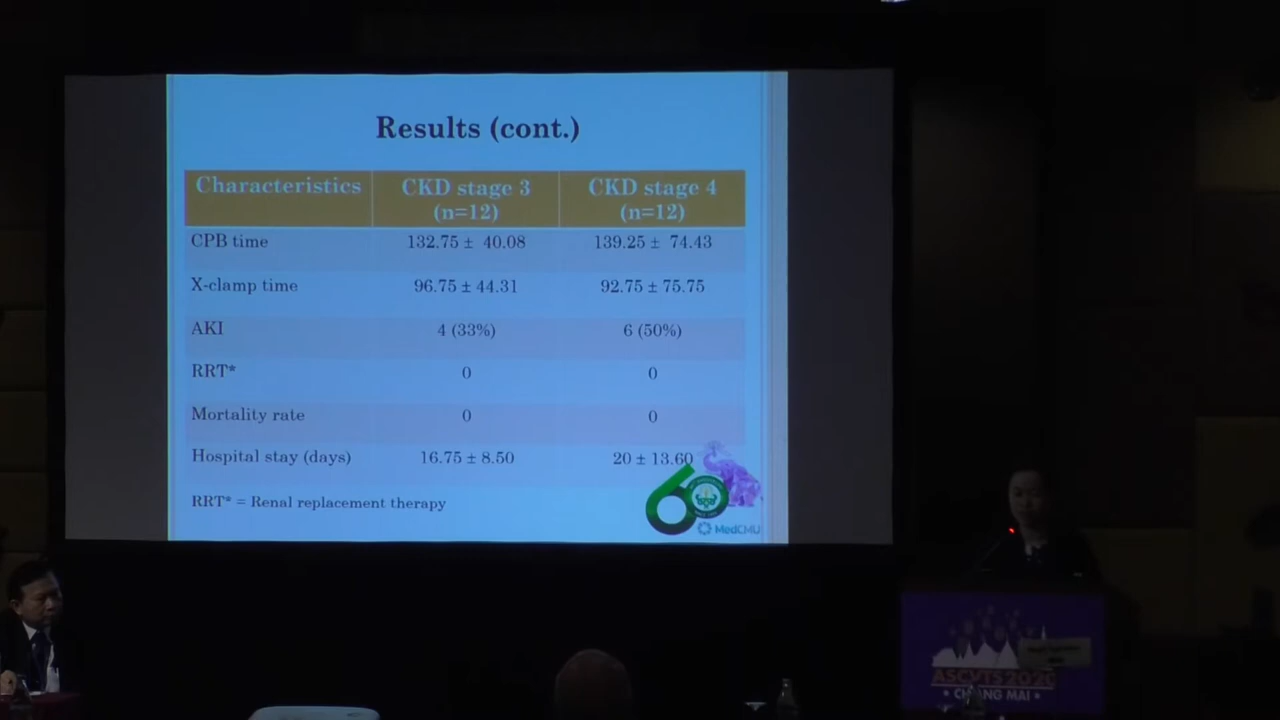 Results (cont.)
Characteristics CKD stage 3 CKD stage 4
(n=12) (n=12)
CPB time 132.75 ± 40.08 139.25 ± 74.43
X-clamp time 96.75 ± 44.31 92.75 ± 75.75
AKI 4 (33%) 6 (50%)
RRT* 0 0
Mortality rate 0 0
Hospital stay (days) 16.75 ± 8.50 20 ± 13.60
RRT* = Renal replacement therapy
60
MedCMU
ASCVTS2020
• CHIANG MAI •